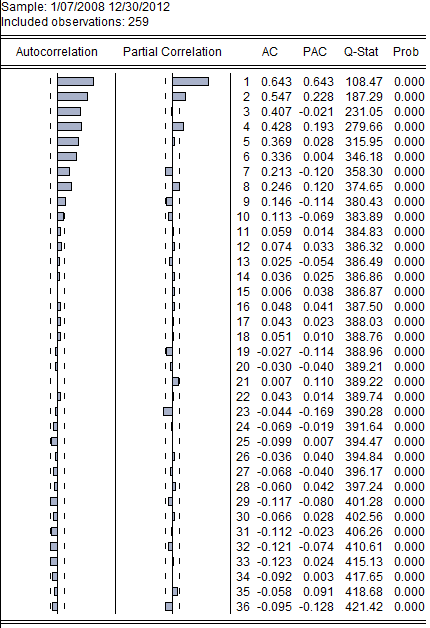 Sample: 1/07/2008 12/30/2012
Included observations: 259
Autocorrelation Partial Correlation AC PAC Q-Stat Prob
1 0.643 0.643 108.47 0.000
2 0.547 0.228 187.29 0.000
3 0.407 -0.021 231.05 0.000
4 0.428 0.193 279.66 0.000
5 0.369 0.028 315.95 0.000
6 0.336 0.004 346.18 0.000
7 0.213 -0.120 358.30 0.000
8 0.246 0.120 374.65 0.000
9 0.146 -0.114 380.43 0.000
10 0.113 -0.069 383.89 0.000
11 0.059 0.014 384.83 0.000
12 0.074 0.033 386.32 0.000
13 0.025 -0.054 386.49 0.000
14 0.036 0.025 386.86 0.000
15 0.006 0.038 386.87 0.000
16 0.048 0.041 387.50 0.000
17 0.043 0.023 388.03 0.000
18 0.051 0.010 388.76 0.000
19 -0.027 -0.114 388.96 0.000
20 -0.030 -0.040 389.21 0.000
21 0.007 0.110 389.22 0.000
22 0.043 0.014 389.74 0.000
23 -0.044 -0.169 390.28 0.000
24 -0.069 -0.019 391.64 0.000
25 -0.099 0.007 394.47 0.000
26 -0.036 0.040 394.84 0.000
27 -0.068 -0.040 396.17 0.000
28 -0.060 0.042 397.24 0.000
29 -0.117 -0.080 401.28 0.000
30 -0.066 0.028 402.56 0.000
31 -0.112 -0.023 406.26 0.000
32 -0.121 -0.074 410.61 0.000
33 -0.123 0.024 415.13 0.000
34 -0.092 0.003 417.65 0.000
35 -0.058 0.091 418.68 0.000
36 -0.095 -0.128 421.42 0.000